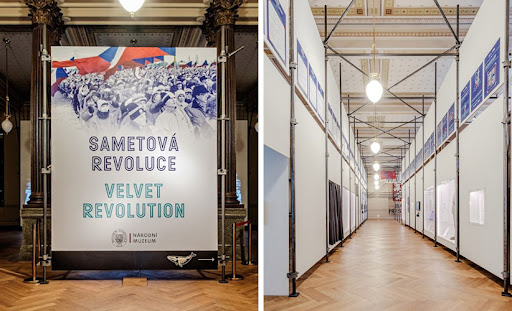 SAMETOVÁ
REVOLUCE
VELVET
REVOLUTION
NÁRODNÍ
MUZEUM